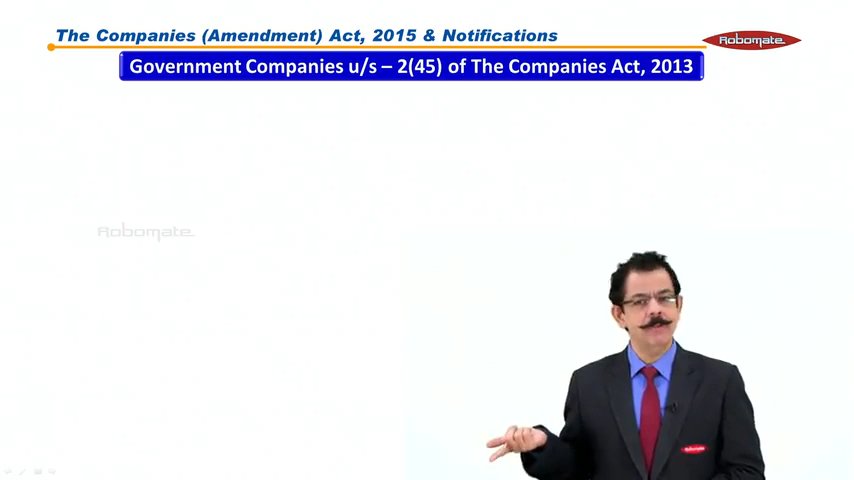 The Companies (Amendment) Act, 2015 & Notifications
Robomate
Government Companies u/s – 2(45) of The Companies Act, 2013
Robomate